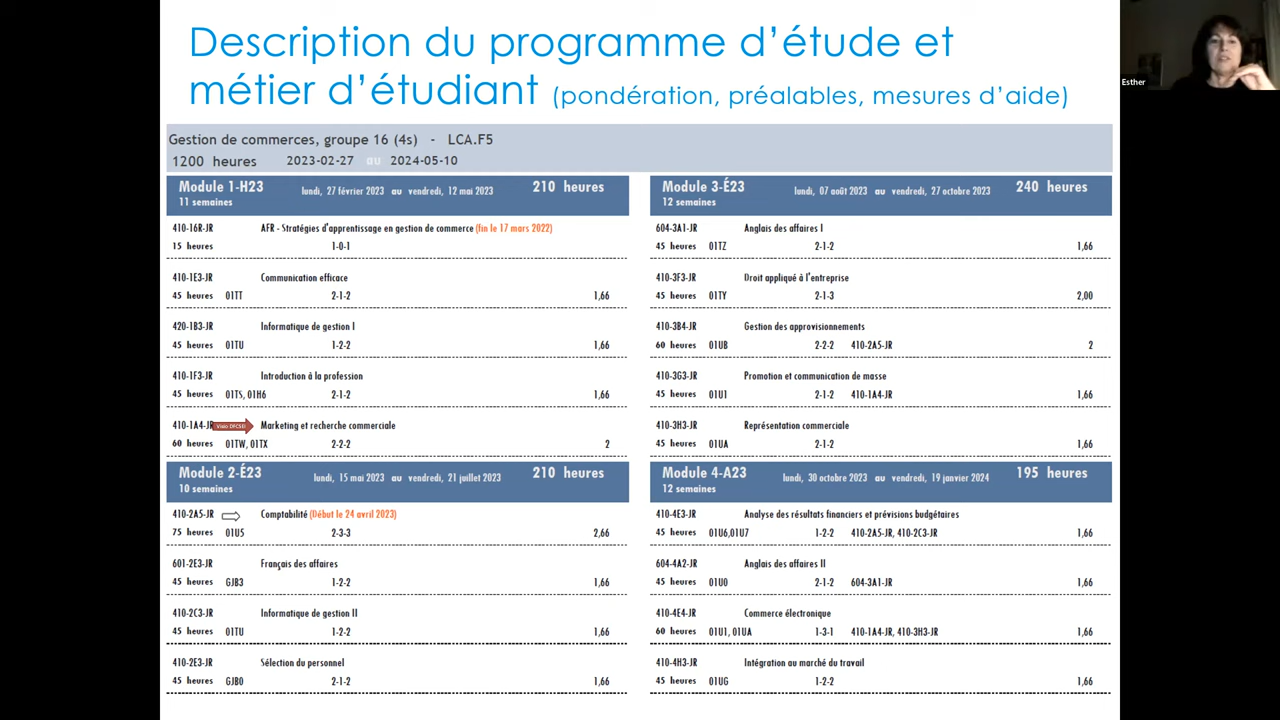 Description du programme d'étude et
métier d'étudiant (pondération, préalables, mesures d'aide)
Esther
Gestion de commerces, groupe 16 (4s) - LCA.F5
1200 heures 2023-02-27 au 2024-05-10
Module 1-H23 lundi, 27 février 2023 au vendredi, 12 mai 2023 210 heures
11 semaines
410-16R-JR AFR - Stratégies d'apprentissage en gestion de commerce (fin le 17 mars 2022)
15 heures 1-0-1
410-1E3-JR Communication efficace
45 heures 01TT 2-1-2 1,66
420-1B3-JR Informatique de gestion I
45 heures 01TU 1-2-2 1,66
410-1F3-JR Introduction à la profession
45 heures 01TS, 01H6 2-1-2 1,66
410-1A4-JR Visio DFCSEI Marketing et recherche commerciale
60 heures 01TW, 01TX 2-2-2 2
Module 2-É23 lundi, 15 mai 2023 au vendredi, 21 juillet 2023 210 heures
10 semaines
410-2A5-JR Comptabilité (Début le 24 avril 2023)
75 heures 01U5 2-3-3 2,66
601-2E3-JR Français des affaires
45 heures GJB3 1-2-2 1,66
410-2C3-JR Informatique de gestion II
45 heures 01TU 1-2-2 1,66
410-2E3-JR Sélection du personnel
45 heures GJB0 2-1-2 1,66
Module 3-É23 lundi, 07 août 2023 au vendredi, 27 octobre 2023 240 heures
12 semaines
604-3A1-JR Anglais des affaires I
45 heures 01TZ 2-1-2 1,66
410-3F3-JR Droit appliqué à l'entreprise
45 heures 01TY 2-1-3 2,00
410-3B4-JR Gestion des approvisionnements
60 heures 01UB 2-2-2 410-2A5-JR 2
410-3G3-JR Promotion et communication de masse
45 heures 01U1 2-1-2 410-1A4-JR 1,66
410-3H3-JR Représentation commerciale
45 heures 01UA 2-1-2 1,66
Module 4-A23 lundi, 30 octobre 2023 au vendredi, 19 janvier 2024 195 heures
12 semaines
410-4E3-JR Analyse des résultats financiers et prévisions budgétaires
45 heures 01U6,01U7 1-2-2 410-2A5-JR, 410-2C3-JR 1,66
604-4A2-JR Anglais des affaires II
45 heures 01U0 2-1-2 604-3A1-JR 1,66
410-4E4-JR Commerce électronique
60 heures 01U1, 01UA 1-3-1 410-1A4-JR, 410-3H3-JR 1,66
410-4H3-JR Intégration au marché du travail
45 heures 01UG 1-2-2 1,66